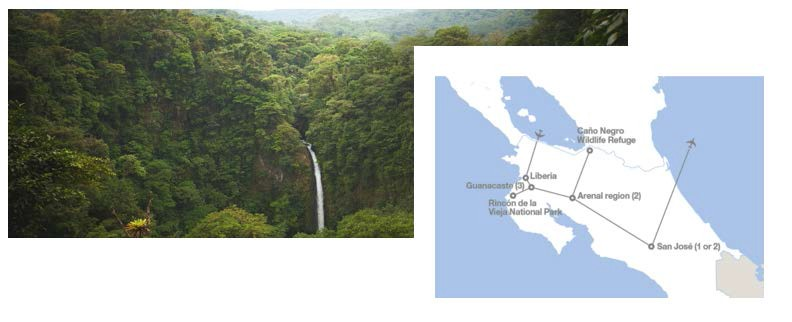 Caño Negro
Wildlife Refuge
Liberia
Guanacaste (3)
Rincón de la
Vieja National Park
Arenal region (2)
San José (1 or 2)